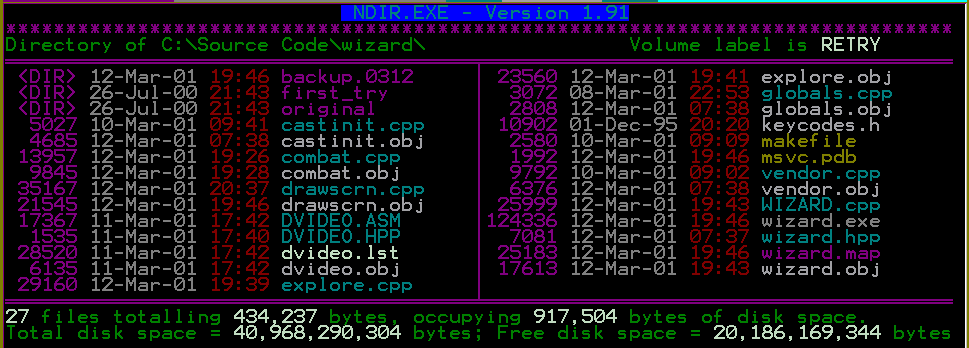 NDIR.EXE - Version 1.91
*******************************************************************************
Directory of C:\Source Code\wizard\ Volume label is RETRY
<DIR> 12-Mar-01 19:46 backup.0312 23560 12-Mar-01 19:41 explore.obj
<DIR> 26-Jul-00 21:43 first_try 3072 08-Mar-01 22:53 globals.cpp
<DIR> 26-Jul-00 21:43 original 2808 12-Mar-01 07:38 globals.obj
5027 10-Mar-01 09:41 castinit.cpp 10902 01-Dec-95 20:20 keycodes.h
4685 12-Mar-01 07:38 castinit.obj 2580 10-Mar-01 09:09 makefile
13957 12-Mar-01 19:26 combat.cpp 1992 12-Mar-01 19:46 msvc.pdb
9845 12-Mar-01 19:28 combat.obj 9792 10-Mar-01 09:02 vendor.cpp
35167 12-Mar-01 20:37 drawscrn.cpp 6376 12-Mar-01 07:38 vendor.obj
21545 12-Mar-01 19:46 drawscrn.obj 25999 12-Mar-01 19:43 WIZARD.cpp
17367 11-Mar-01 17:42 DVIDEO.ASM 124336 12-Mar-01 19:46 wizard.exe
1535 11-Mar-01 17:40 DVIDEO.HPP 7081 12-Mar-01 07:37 wizard.hpp
28520 11-Mar-01 17:42 dvideo.lst 25183 12-Mar-01 19:46 wizard.map
6135 11-Mar-01 17:42 dvideo.obj 17613 12-Mar-01 19:43 wizard.obj
29160 12-Mar-01 19:39 explore.cpp
27 files totalling 434,237 bytes, occupying 917,504 bytes of disk space.
Total disk space = 40,968,290,304 bytes; Free disk space = 20,186,169,344 bytes